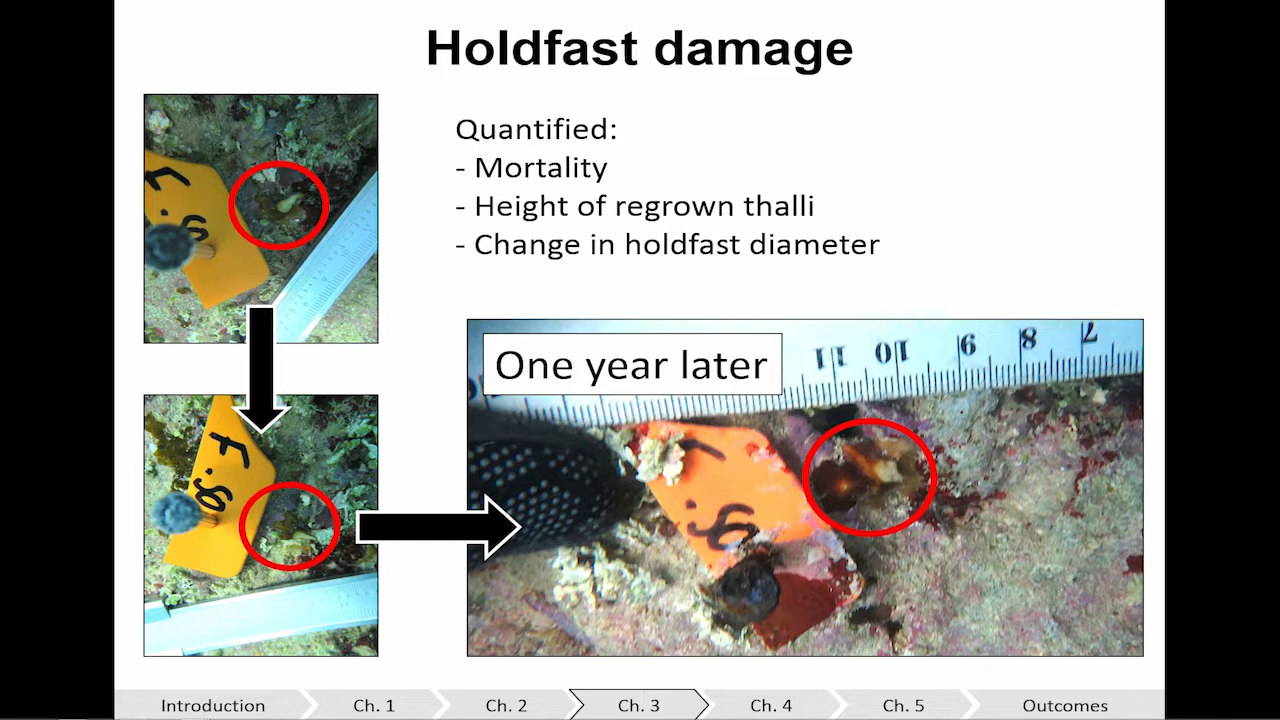 Holdfast damage
Quantified:
- Mortality
- Height of regrown thalli
- Change in holdfast diameter
One year later
11 10 9 8 7
Introduction
Ch. 1
Ch. 2
Ch. 3
Ch. 4
Ch. 5
Outcomes